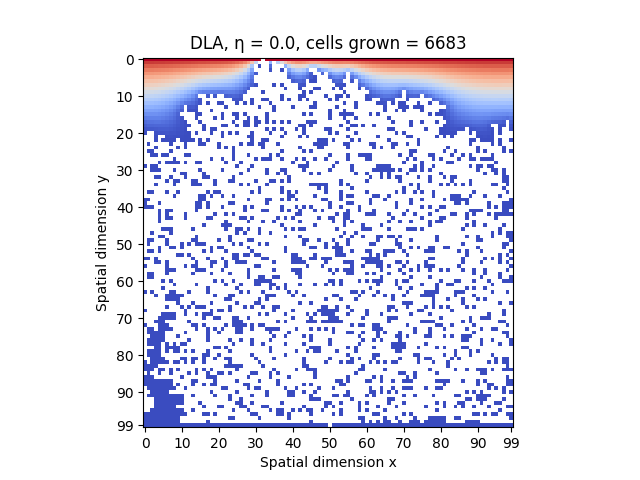 DLA, η = 0.0, cells grown = 6683
0
10
20
30
40
50
60
70
80
90
99
Spatial dimension y
0 10 20 30 40 50 60 70 80 90 99
Spatial dimension x